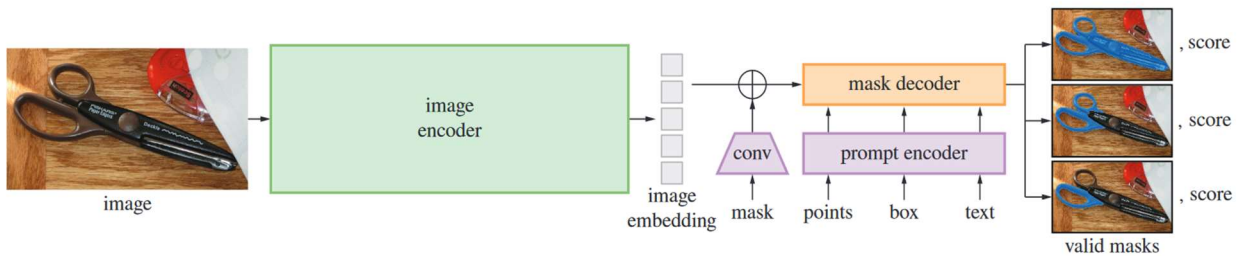 image
image
encoder
image
embedding
conv
mask
mask decoder
prompt encoder
points
box
text
, score
, score
, score
valid masks